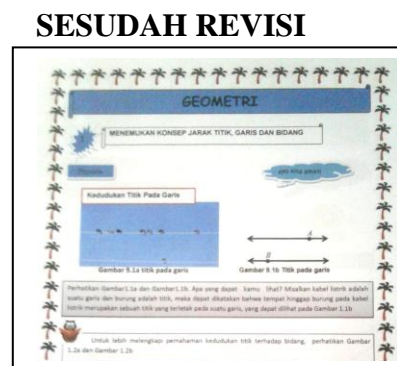 SESUDAH REVISI
GEOMETRI
MENEMUKAN KONSEP JARAK TITIK, GARIS DAN BIDANG
Kedudukan Titik Pada Garis
A
B
Gambar 9.1a titik pada garis
Gambar 9.1b Titik pada garis
Perhatikan Gambar1.1a dan Gambar1.1b. Apa yang dapat kamu lihat? Misalkan kabel listrik adalah
suatu garis dan burung adalah titik, maka dapat dikatakan bahwa tempat hinggap burung pada kabel
listrik merupakan sebuah titik yang terletak pada suatu garis, yang dapat dilihat pada Gambar 1.1b
Untuk lebih melengkapi pemahaman kedudukan titik terhadap bidang, perhatikan Gambar
1.2a dan Gambar 1.2b